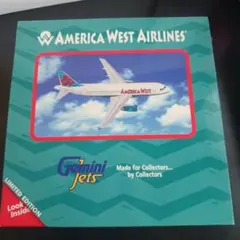 AMERICA WEST AIRLINES®
AMERICA WEST
Gemini
Jets
Made for Collectors...
by Collectors
LIMITED EDITION
Look
Inside